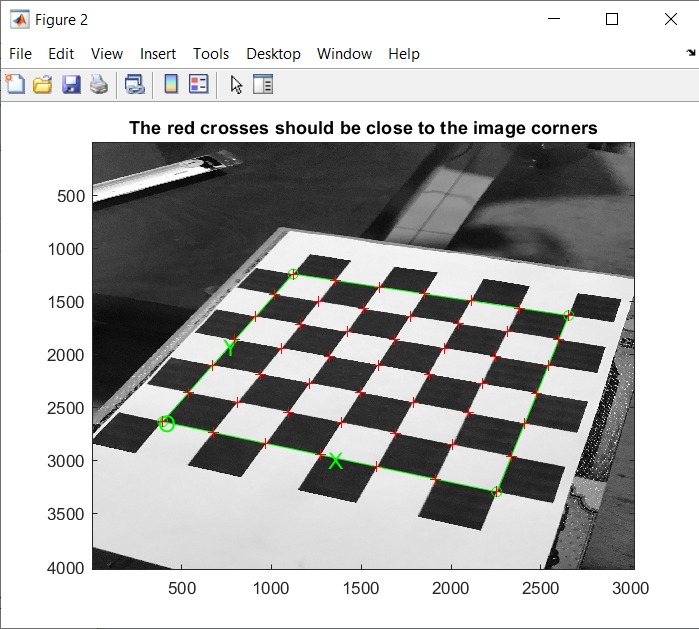 Figure 2
File Edit View Insert Tools Desktop Window Help
The red crosses should be close to the image corners
500
1000
1500
2000
2500
3000
3500
4000
Y
O
X
500 1000 1500 2000 2500 3000